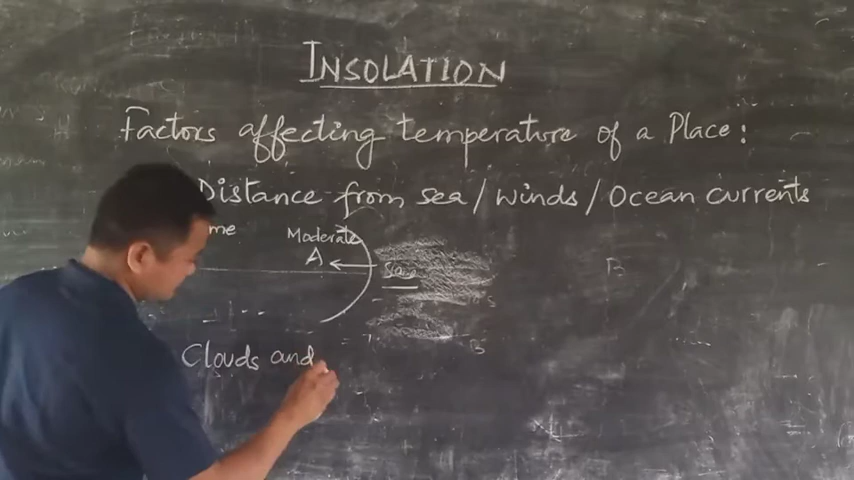 INSOLATION
Factors affecting temperature of a Place:
Distance from sea/winds/Ocean currents
me Moderate
A Sea
B
S
B
Clouds and